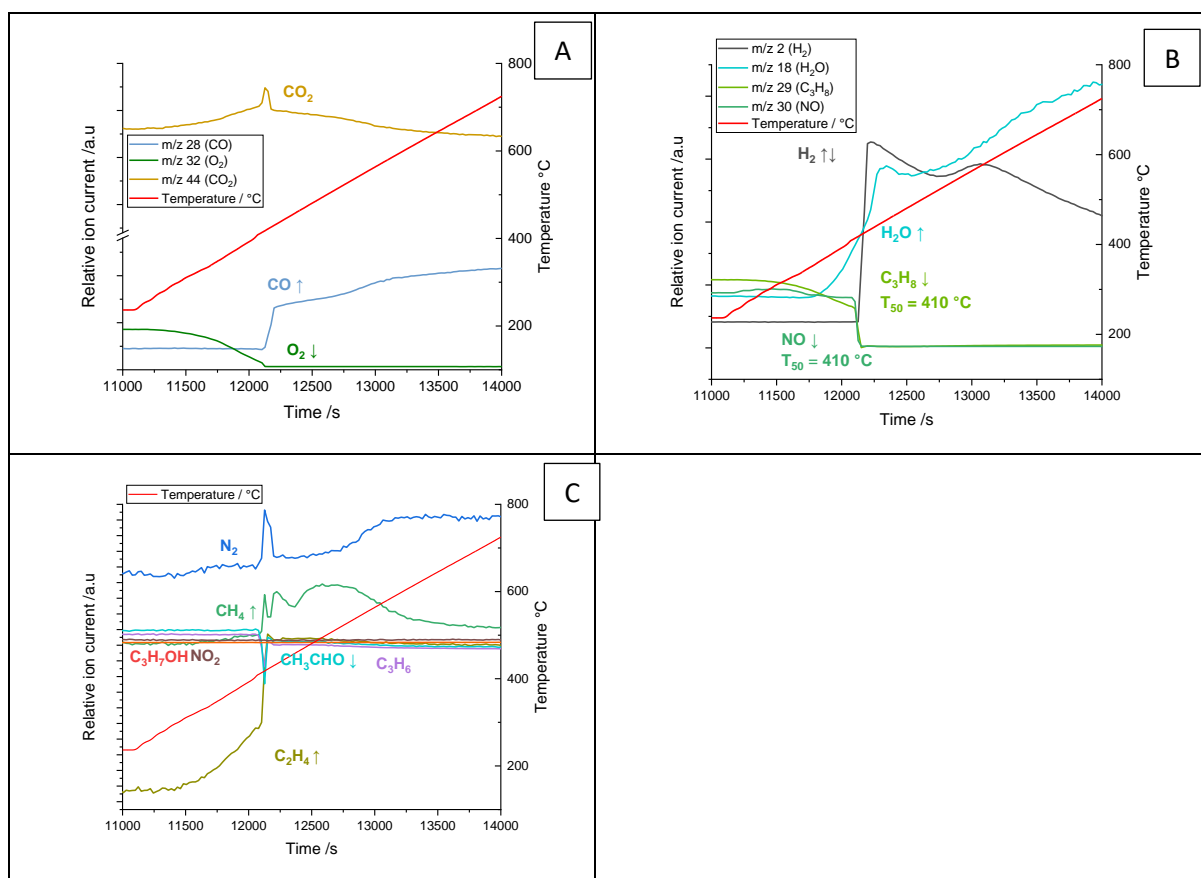 A
CO₂
m/z 28 (CO)
m/z 32 (O₂)
m/z 44 (CO₂)
Temperature / °C
CO ↑
O₂ ↓
Relative ion current /a.u
800
600
400
200
Temperature °C
11000 11500 12000 12500 13000 13500 14000
Time /s
B
m/z 2 (H₂)
m/z 18 (H₂O)
m/z 29 (C₃H₈)
m/z 30 (NO)
Temperature / °C
H₂ ↑↓
H₂O ↑
C₃H₈ ↓
T₅₀ = 410 °C
NO ↓
T₅₀ = 410 °C
Relative ion current /a.u
800
600
400
200
Temperature °C
11000 11500 12000 12500 13000 13500 14000
Time /s
C
Temperature / °C
N₂
CH₄ ↑
C₃H₇OH NO₂ CH₃CHO ↓ C₃H₆
C₂H₄ ↑
Relative ion current /a.u
800
600
400
200
Temperature °C
11000 11500 12000 12500 13000 13500 14000
Time /s